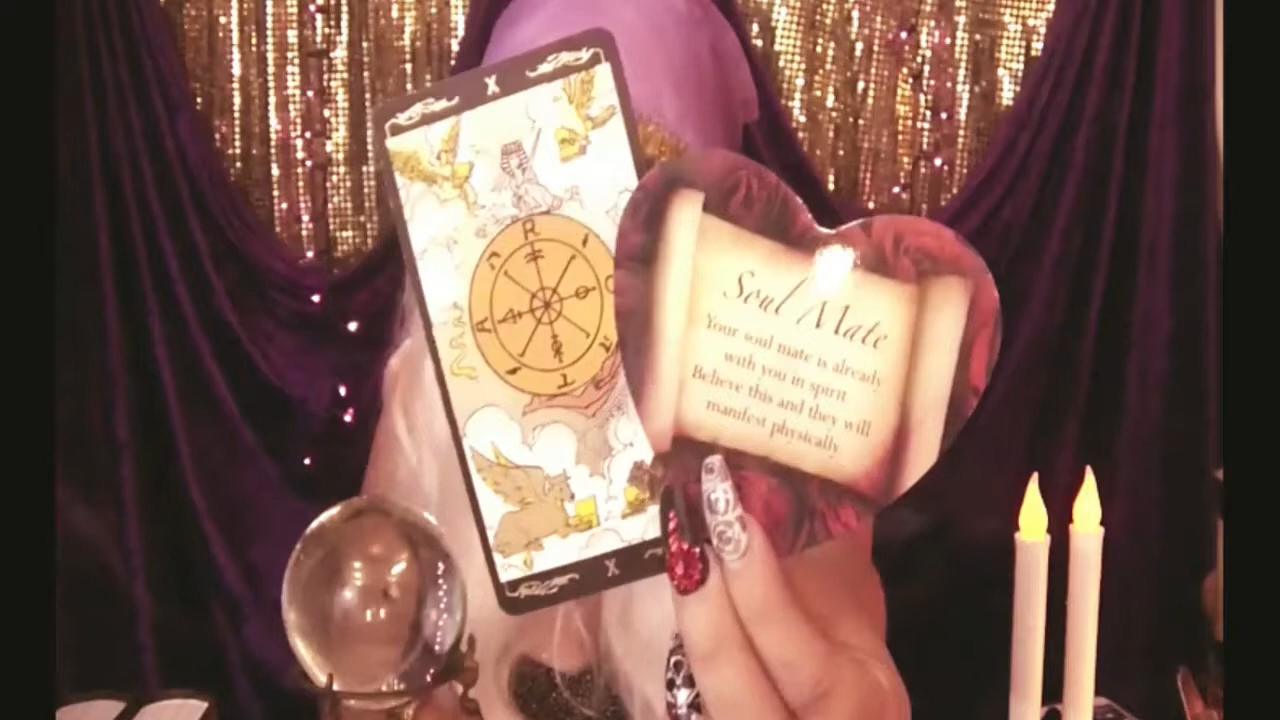 X
R
T
A
X
Soul Mate
Your soul mate is already
with you in spirit
Believe this and they will
manifest physically